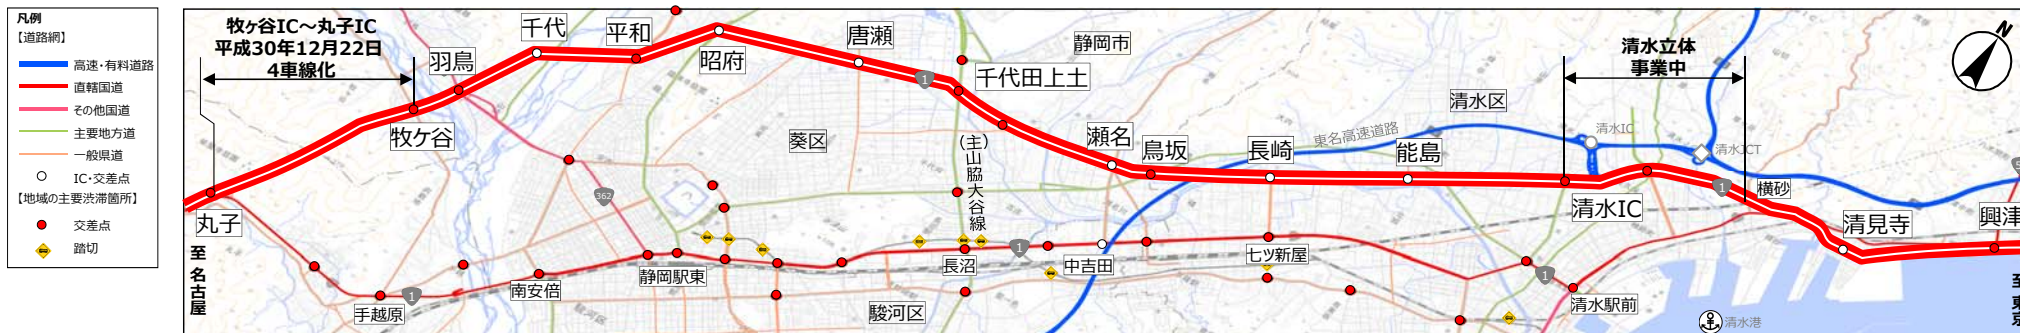 凡例
【道路網】
高速・有料道路
直轄国道
その他国道
主要地方道
一般県道
IC・交差点
【地域の主要渋滞箇所】
交差点
踏切
牧ヶ谷IC～丸子IC
平成30年12月22日
4車線化
千代
平和
羽鳥
昭府
唐瀬
静岡市
千代田上土
清水立体
事業中
N
牧ケ谷
葵区
(主)山脇大谷線
瀬名
鳥坂
長崎
能島
清水区
東名高速道路
清水IC
清水JCT
横砂
清水IC
清見寺
興津
丸子
至 名古屋
362
1
1
1
1
1
手越原
南安倍
静岡駅東
長沼
中吉田
七ツ新屋
駿河区
駿河区
清水駅前
清水港
至 東京